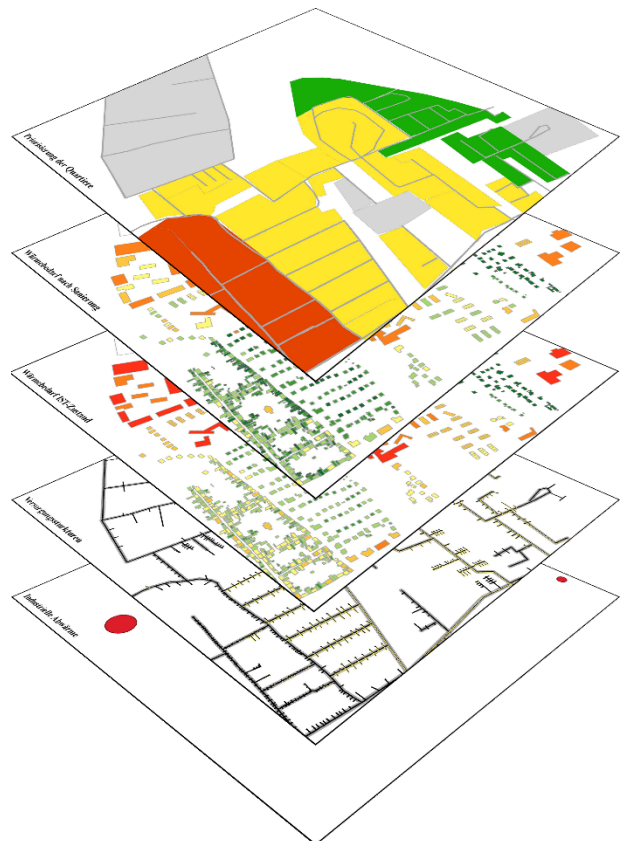 Priorisierung der Quartiere
Wärmebedarf nach Sanierung
Wärmebedarf IST-Zustand
Versorgungsstrukturen
Industrielle Abwärme